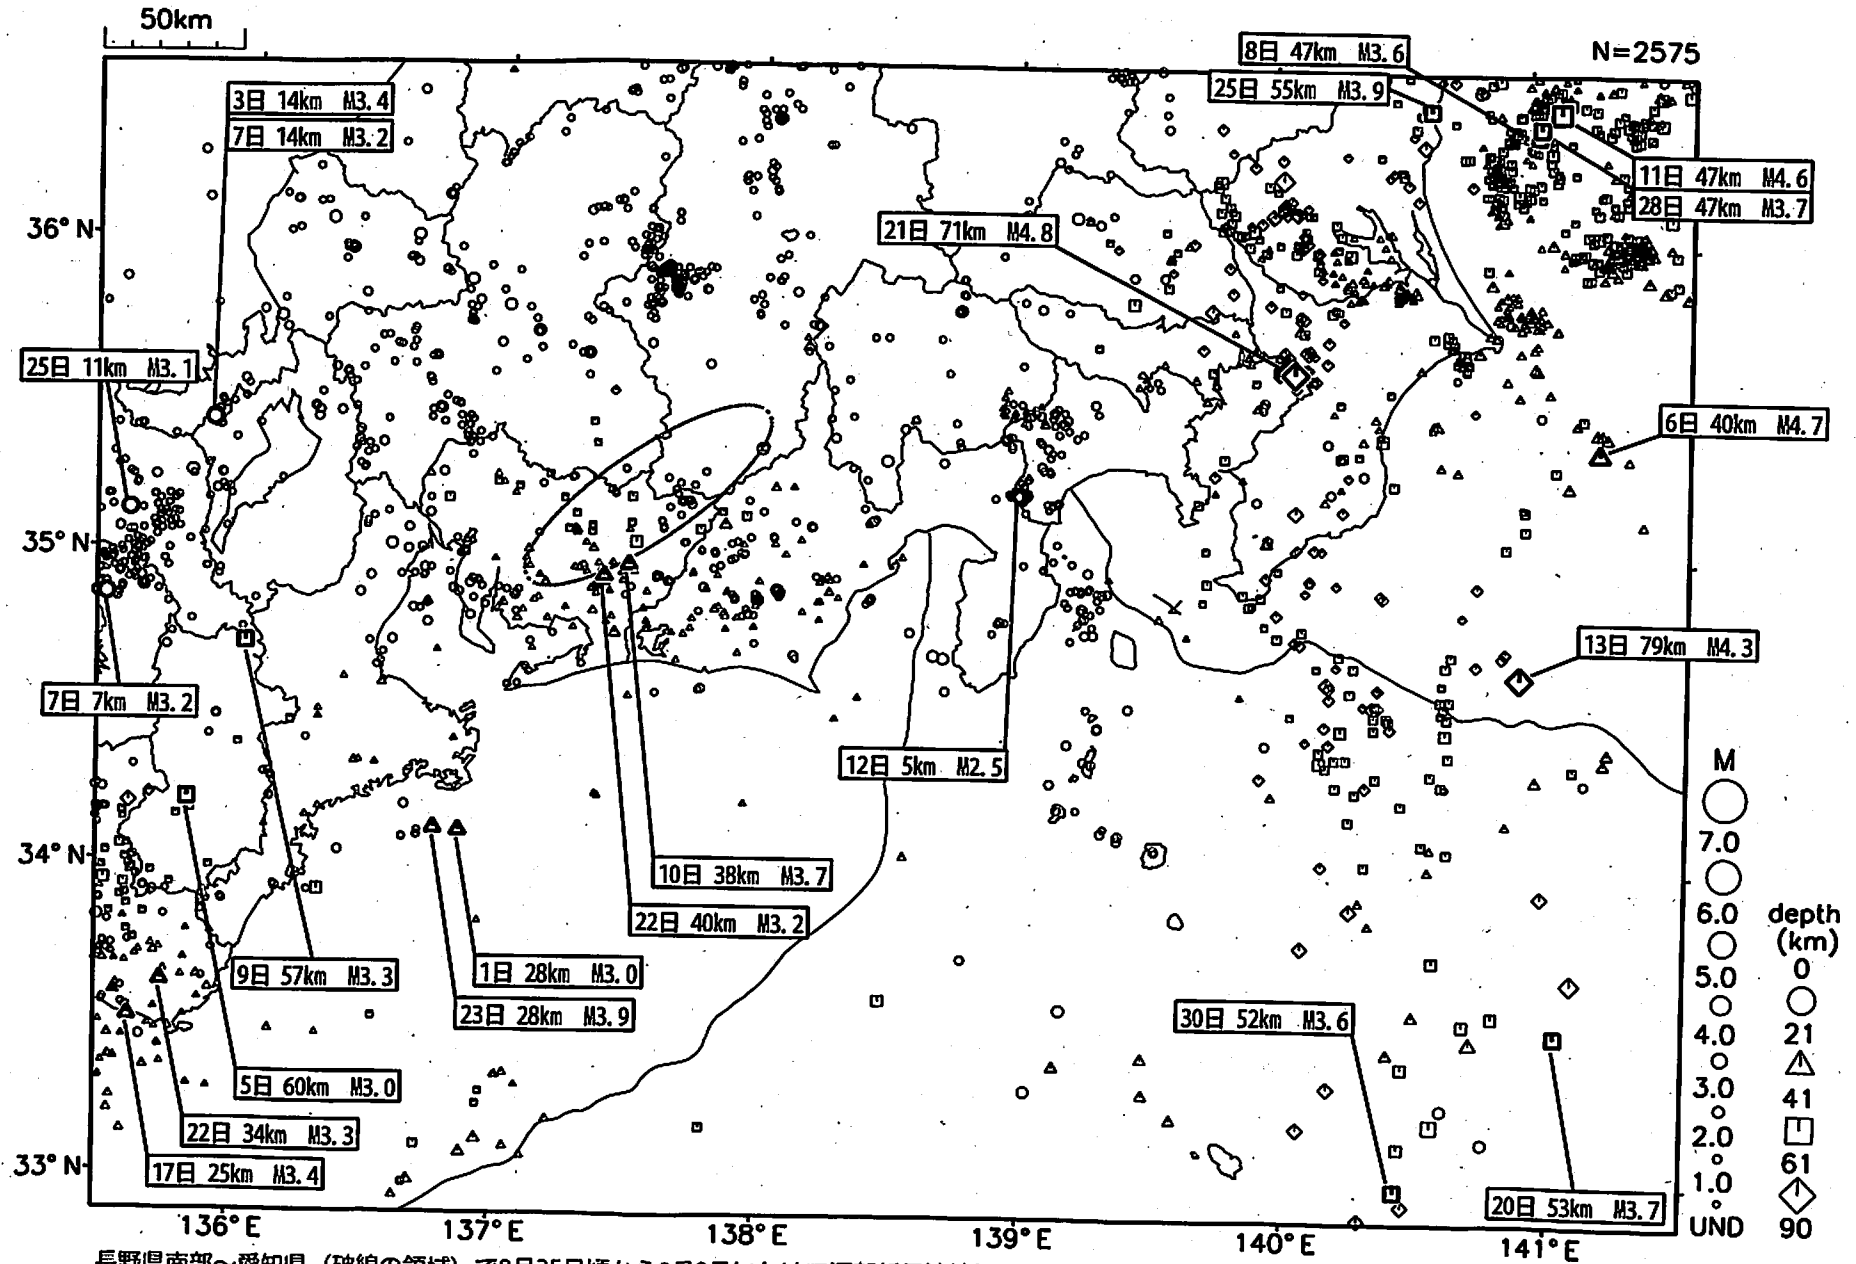 50km
N=2575
8日 47km M3.6
25日 55km M3.9
3日 14km M3.4
7日 14km M3.2
11日 47km M4.6
28日 47km M3.7
36°N
21日 71km M4.8
25日 11km M3.1
6日 40km M4.7
35°N
13日 79km M4.3
7日 7km M3.2
12日 5km M2.5
34°N
10日 38km M3.7
22日 40km M3.2
9日 57km M3.3
1日 28km M3.0
23日 28km M3.9
30日 52km M3.6
5日 60km M3.0
22日 34km M3.3
17日 25km M3.4
33°N
20日 53km M3.7
136°E
137°E
138°E
139°E
140°E
141°E
M
7.0
6.0
5.0
4.0
3.0
2.0
1.0
UND
depth
(km)
0
21
41
61
90